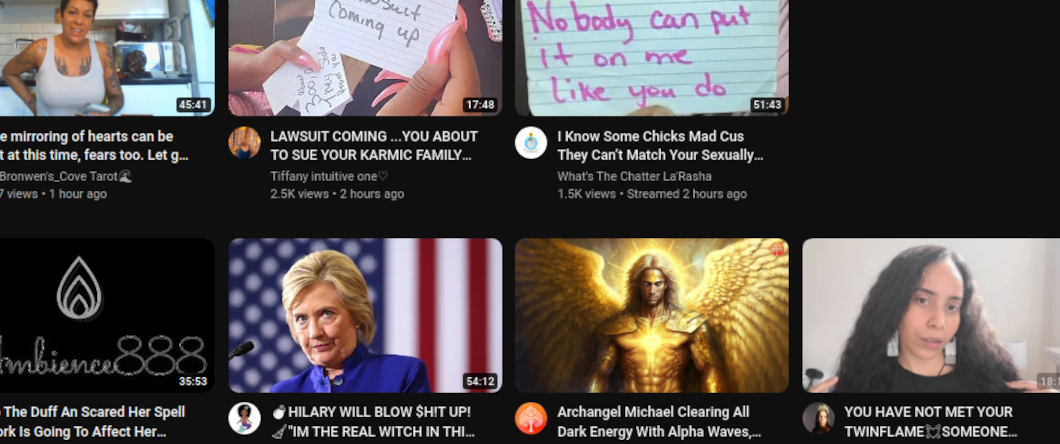 wsuit
Coming up
Nobody can put
it on me
Like you do
45:41
17:48
51:43
e mirroring of hearts can be
t at this time, fears too. Let g...
Bronwen's_Cove Tarot
7 views • 1 hour ago
LAWSUIT COMING ...YOU ABOUT
TO SUE YOUR KARMIC FAMILY...
Tiffany intuitive one♡
2.5K views • 2 hours ago
I Know Some Chicks Mad Cus
They Can't Match Your Sexually...
What's The Chatter La'Rasha
1.5K views • Streamed 2 hours ago
Ambience888
35:53
54:12
18:1
The Duff An Scared Her Spell
ork Is Going To Affect Her...
HILARY WILL BLOW $H!T UP!
"IM THE REAL WITCH IN THI...
Archangel Michael Clearing All
Dark Energy With Alpha Waves,...
YOU HAVE NOT MET YOUR
TWINFLAME SOMEONE...